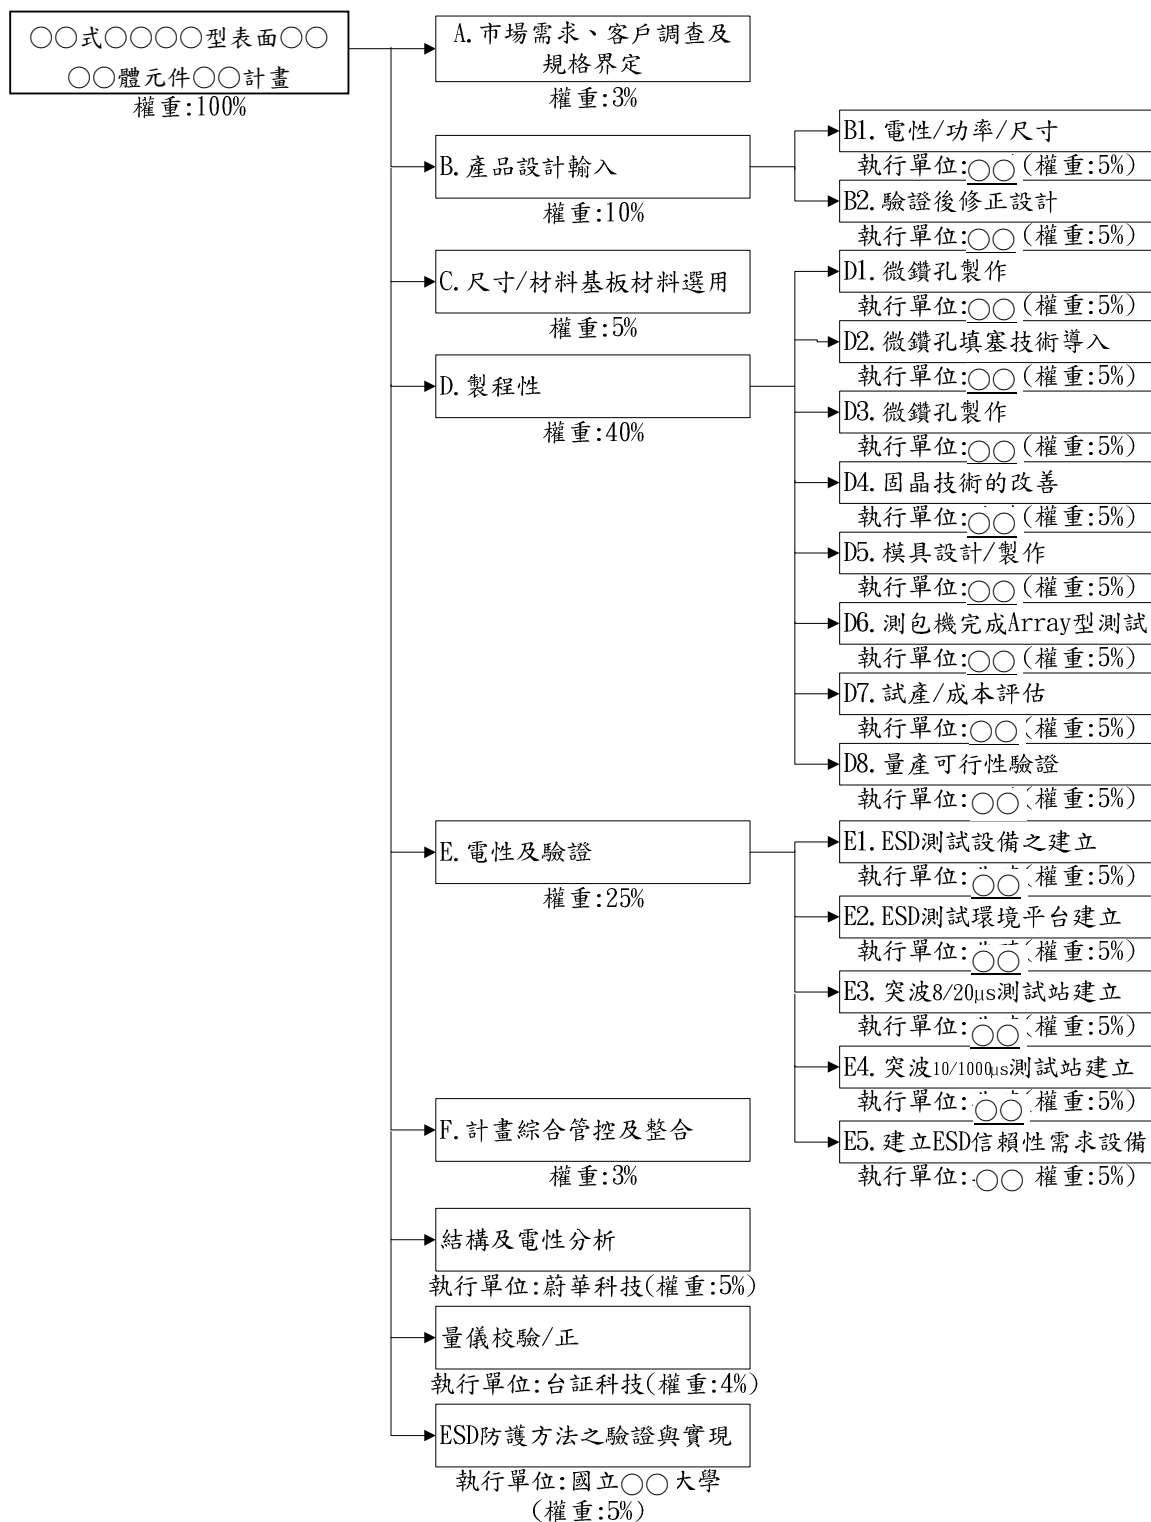 ○○式○○○○型表面○○
○○體元件○○計畫
權重:100%
A.市場需求、客戶調查及
規格界定
權重:3%
B.產品設計輸入
權重:10%
B1.電性/功率/尺寸
執行單位:○○(權重:5%)
B2.驗證後修正設計
執行單位:○○(權重:5%)
C.尺寸/材料基板材料選用
權重:5%
D.製程性
權重:40%
D1.微鑽孔製作
執行單位:○○(權重:5%)
D2.微鑽孔填塞技術導入
執行單位:○○(權重:5%)
D3.微鑽孔製作
執行單位:○○(權重:5%)
D4.固晶技術的改善
執行單位:○○(權重:5%)
D5.模具設計/製作
執行單位:○○(權重:5%)
D6.測包機完成Array型測試
執行單位:○○(權重:5%)
D7.試產/成本評估
執行單位:○○(權重:5%)
D8.量產可行性驗證
執行單位:○○(權重:5%)
E.電性及驗證
權重:25%
E1.ESD測試設備之建立
執行單位:○○(權重:5%)
E2.ESD測試環境平台建立
執行單位:○○(權重:5%)
E3.突波8/20μs測試站建立
執行單位:○○(權重:5%)
E4.突波10/1000μs測試站建立
執行單位:○○(權重:5%)
E5.建立ESD信賴性需求設備
執行單位:○○ 權重:5%)
F.計畫綜合管控及整合
權重:3%
結構及電性分析
執行單位:蔚華科技(權重:5%)
量儀校驗/正
執行單位:台証科技(權重:4%)
ESD防護方法之驗證與實現
執行單位:國立○○大學
(權重:5%)